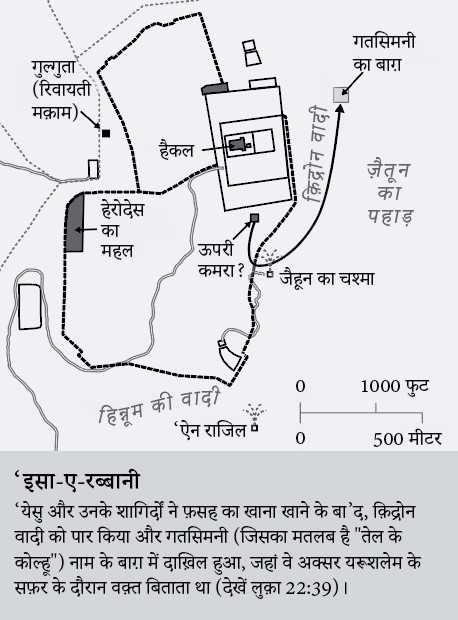 गतसिमनी
का बाग़
गुल्गुता
(रिवायती
मक़ाम)
क़िद्रोन वादी
हैकल
ज़ैतून
का
पहाड़
हेरोदेस
का
महल
ऊपरी
कमरा?
जैहून का चश्मा
हिन्नूम की वादी
‘ऐन राजिल
0 1000 फुट
0 500 मीटर
‘इसा-ए-रब्बानी
‘येसु और उनके शागिर्दों ने फ़सह का खाना खाने के बा’द, क़िद्रोन
वादी को पार किया और गतसिमनी (जिसका मतलब है "तेल के
कोल्हू") नाम के बाग़ में दाख़िल हुआ, जहां वे अक्सर यरूशलेम के
सफ़र के दौरान वक़्त बिताता था (देखें लुक़ा 22:39)।